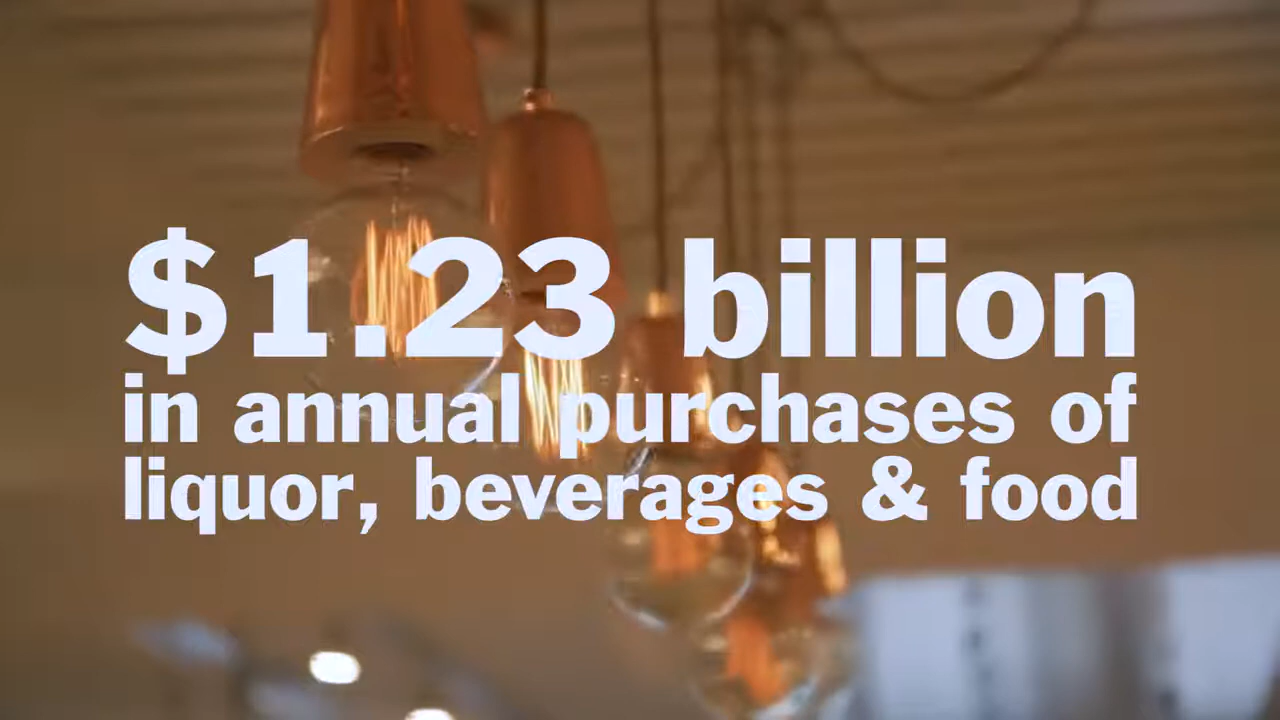 $1.23 billion
in annual purchases of
liquor, beverages & food